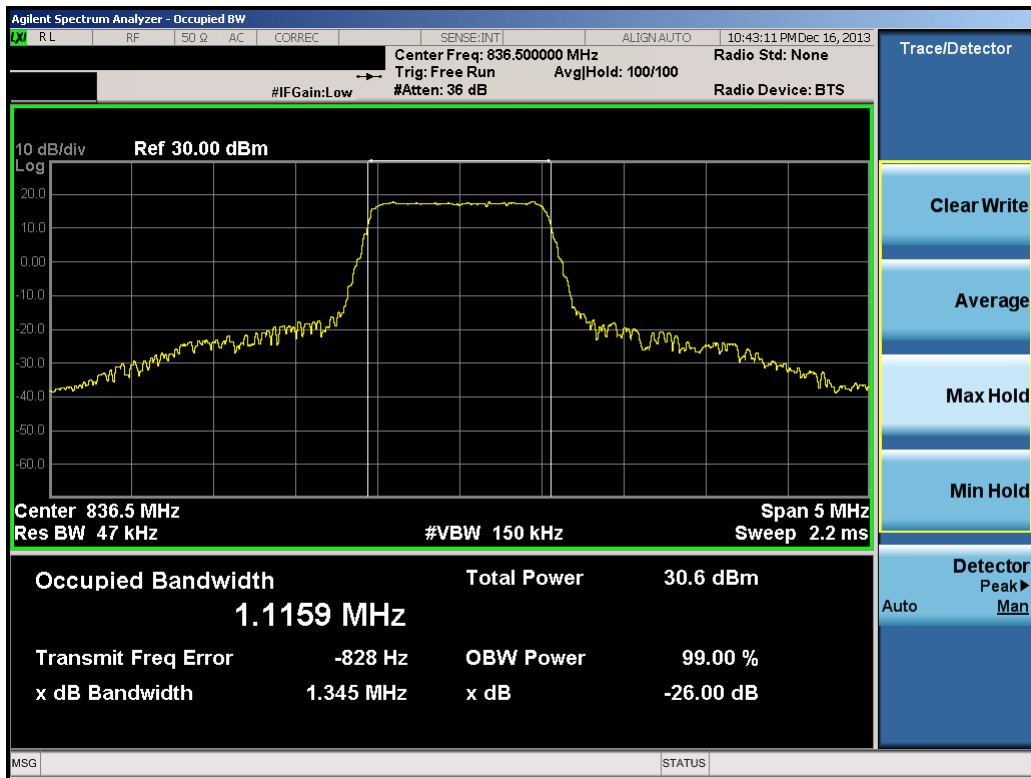 Agilent Spectrum Analyzer - Occupied BW
LXI RL RF 50 Ω AC CORREC SENSE:INT ALIGN AUTO 10:43:11 PM Dec 16, 2013
Center Freq: 836.500000 MHz Radio Std: None
Trig: Free Run Avg|Hold: 100/100
#IFGain:Low #Atten: 36 dB Radio Device: BTS
Trace/Detector
10 dB/div Ref 30.00 dBm
Log
20.0
10.0
0.00
-10.0
-20.0
-30.0
-40.0
-50.0
-60.0
Center 836.5 MHz Span 5 MHz
Res BW 47 kHz #VBW 150 kHz Sweep 2.2 ms
Clear Write
Average
Max Hold
Min Hold
Detector
Peak▶
Auto Man
Occupied Bandwidth Total Power 30.6 dBm
1.1159 MHz
Transmit Freq Error -828 Hz OBW Power 99.00 %
x dB Bandwidth 1.345 MHz x dB -26.00 dB
MSG STATUS